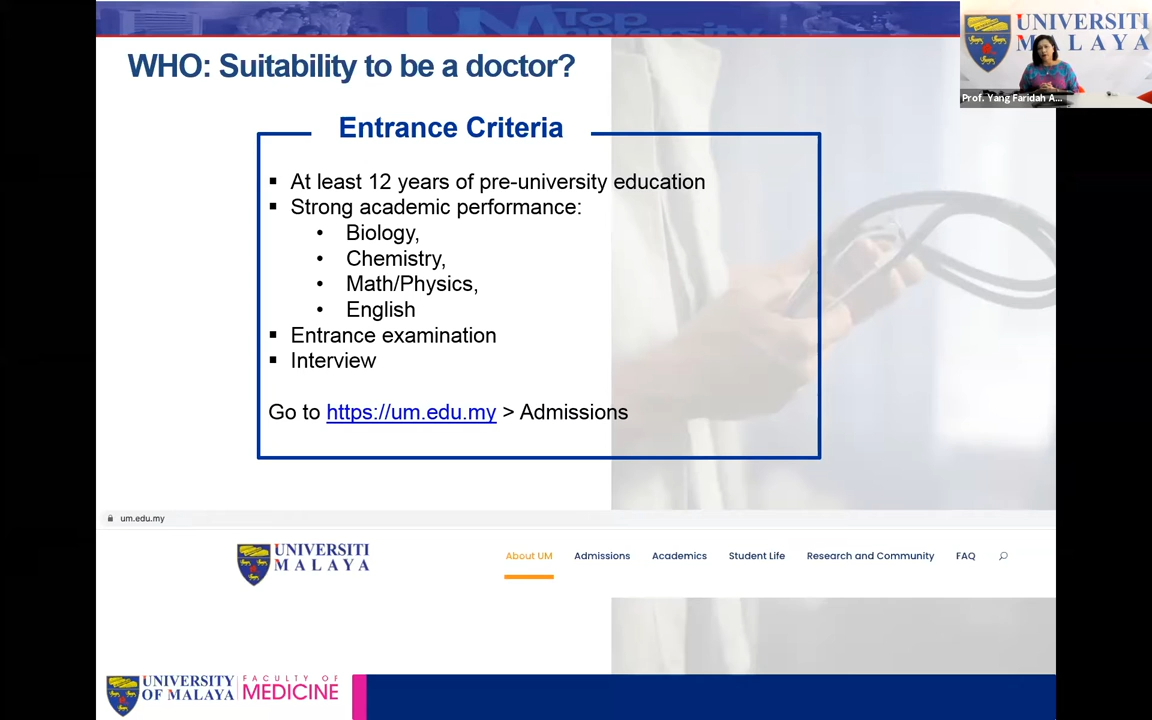 UM Top
University
UNIVERSITI
MALAYA
Prof. Yang Faridah A...
WHO: Suitability to be a doctor?
Entrance Criteria
▪ At least 12 years of pre-university education
▪ Strong academic performance:
• Biology,
• Chemistry,
• Math/Physics,
• English
▪ Entrance examination
▪ Interview
Go to https://um.edu.my > Admissions
um.edu.my
UNIVERSITI
MALAYA
About UM Admissions Academics Student Life Research and Community FAQ
UNIVERSITY
OF MALAYA
FACULTY OF
MEDICINE